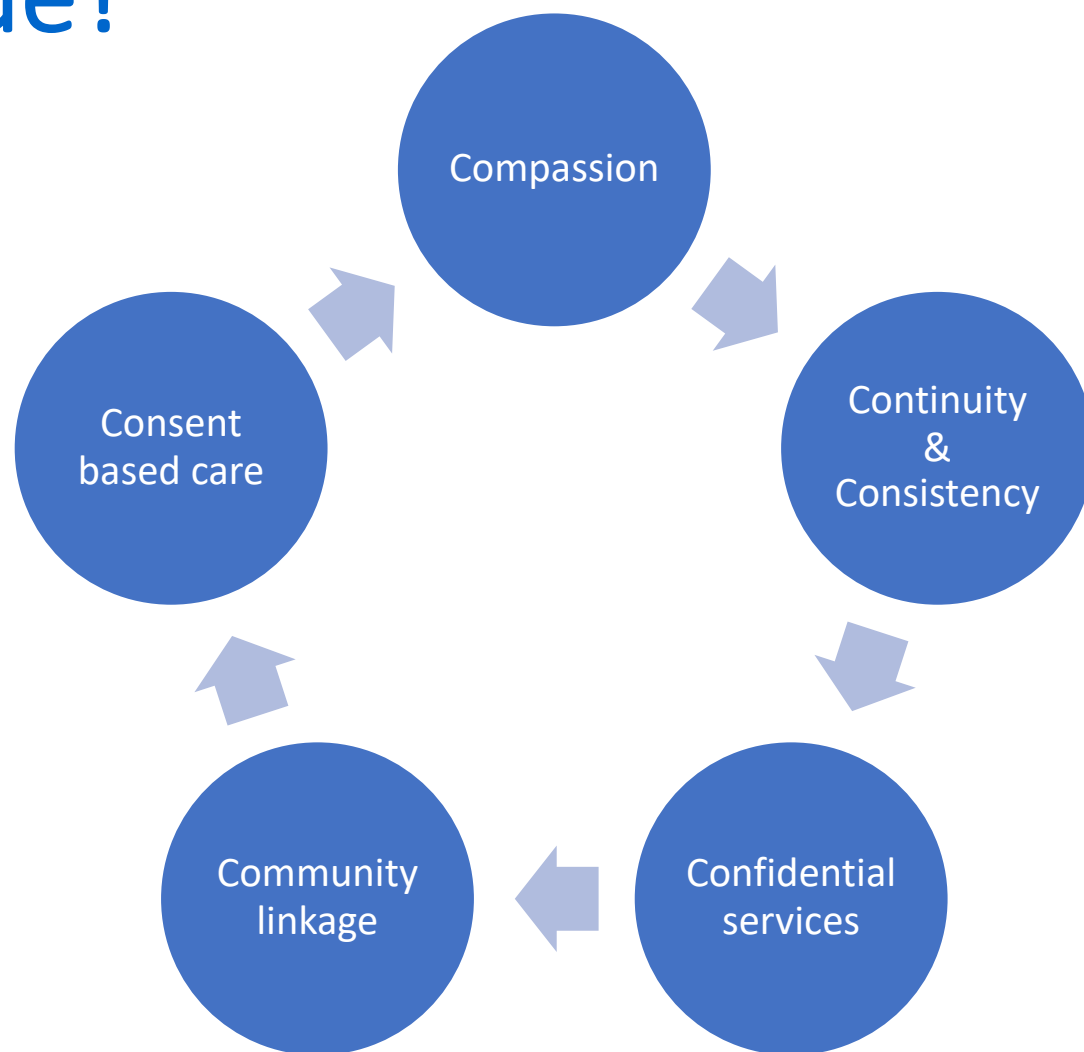 Compassion
Continuity
&
Consistency
Confidential
services
Community
linkage
Consent
based care